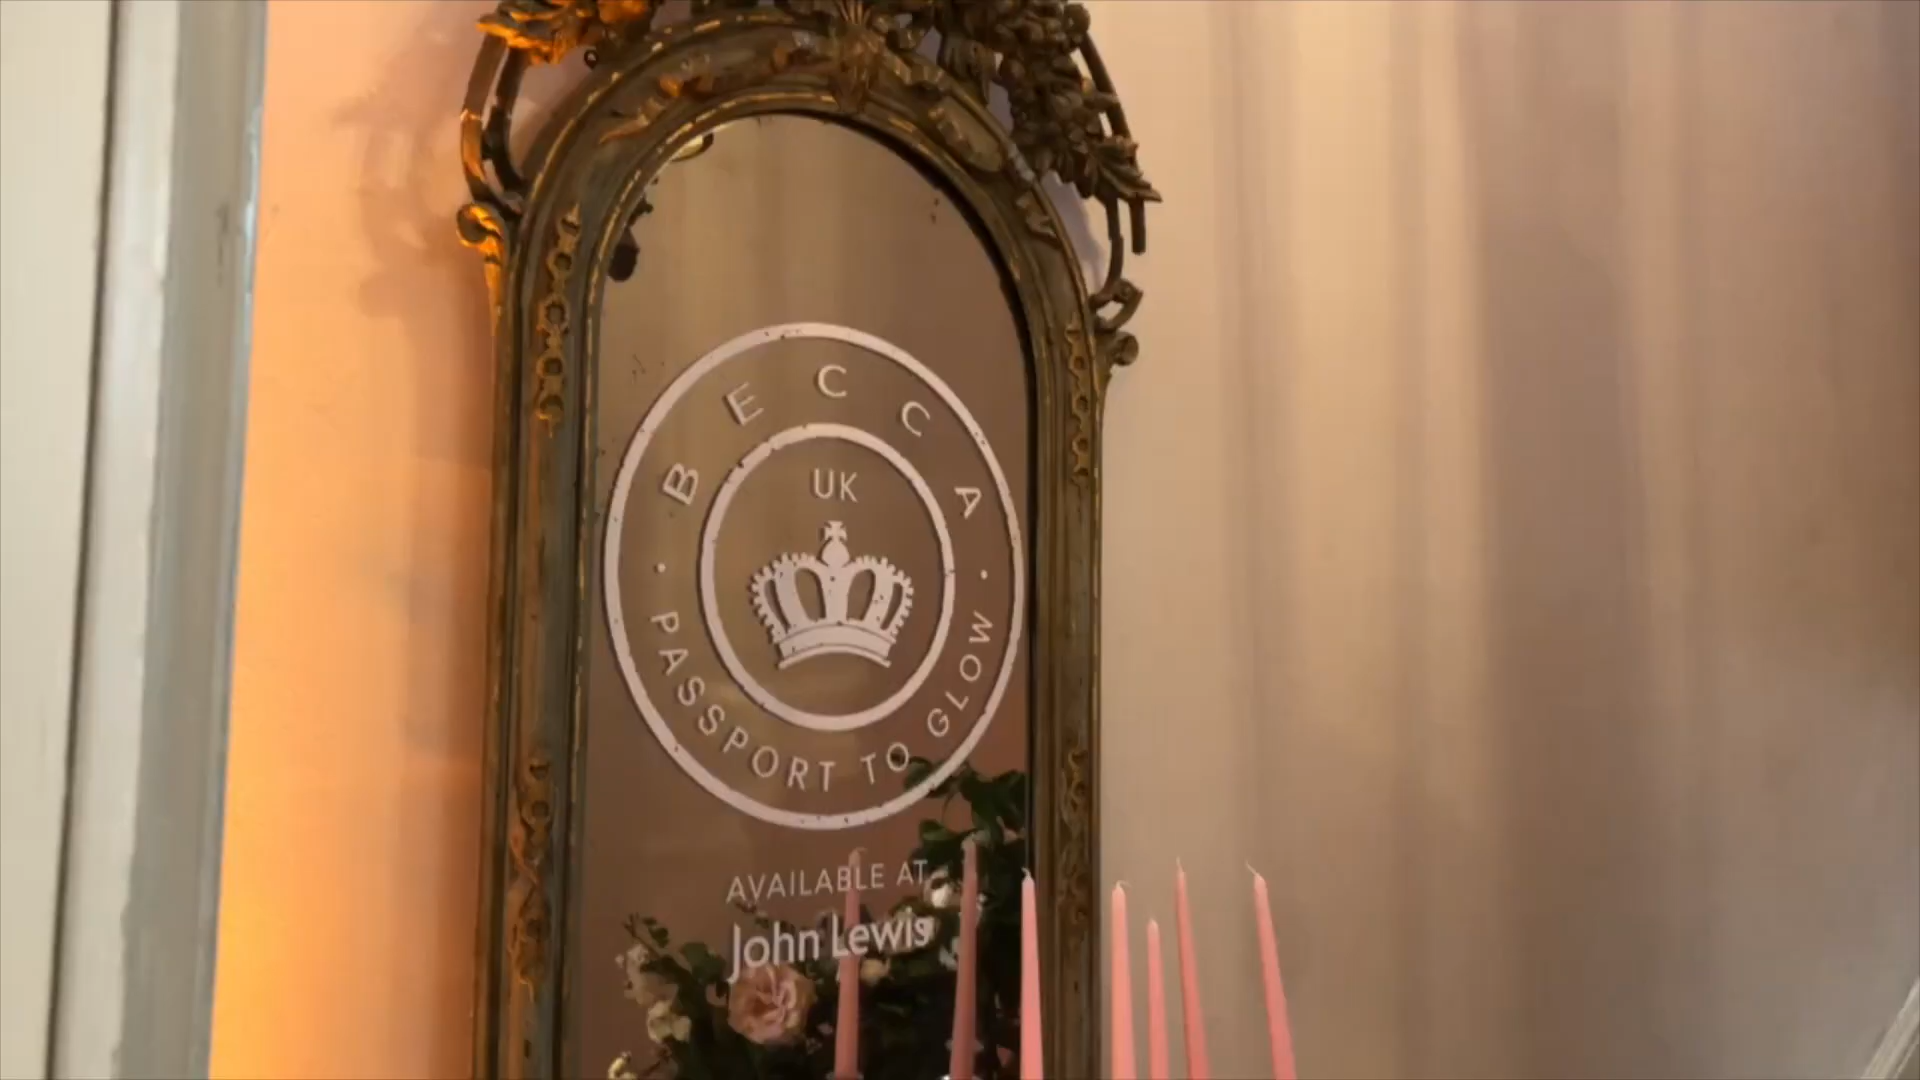 BECCA
UK
· PASSPORT TO GLOW ·
AVAILABLE AT
John Lewis